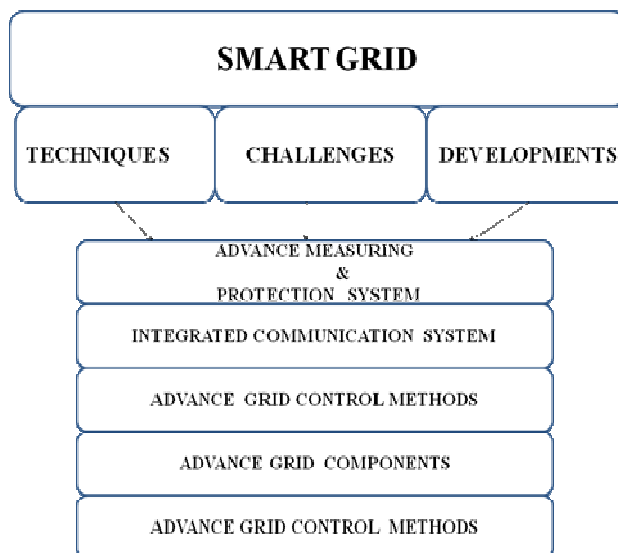 SMART GRID
TECHNIQUES
CHALLENGES
DEVELOPMENTS
ADVANCE MEASURING
&
PROTECTION SYSTEM
INTEGRATED COMMUNICATION SYSTEM
ADVANCE GRID CONTROL METHODS
ADVANCE GRID COMPONENTS
ADVANCE GRID CONTROL METHODS